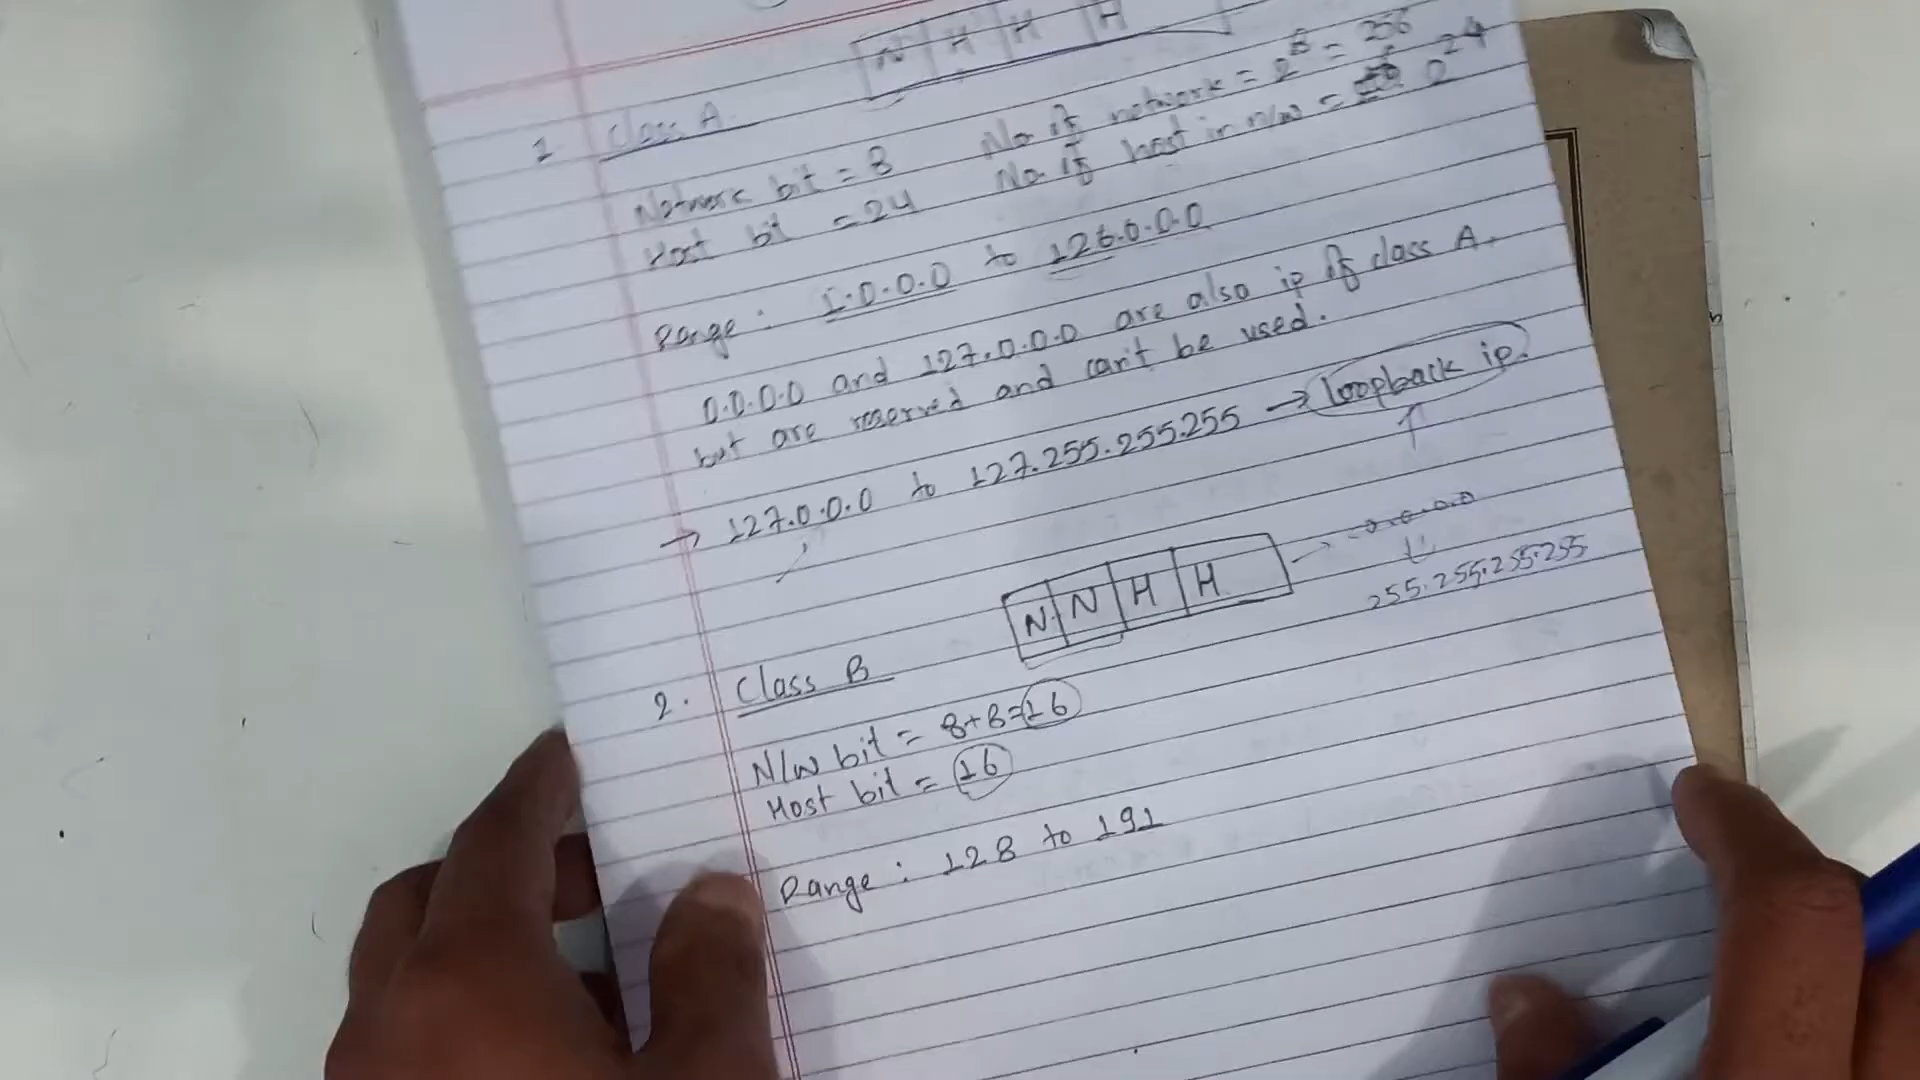 N H H H
1 Class A.
Network bit = 8 No of network = 2^8 = 256
Host bit = 24 No. of host in n/w = 2^24
Range : 1.0.0.0 to 126.0.0.0
0.0.0.0 and 127.0.0.0 are also ip of class A.
but are reserved and can't be used.
→ 127.0.0.0 to 127.255.255.255 → loopback ip.
N N H H → 0.0.0.0
255.255.255.255
2. Class B
N/W bit = 8+8=16
Host bit = 16
Range : 128 to 191